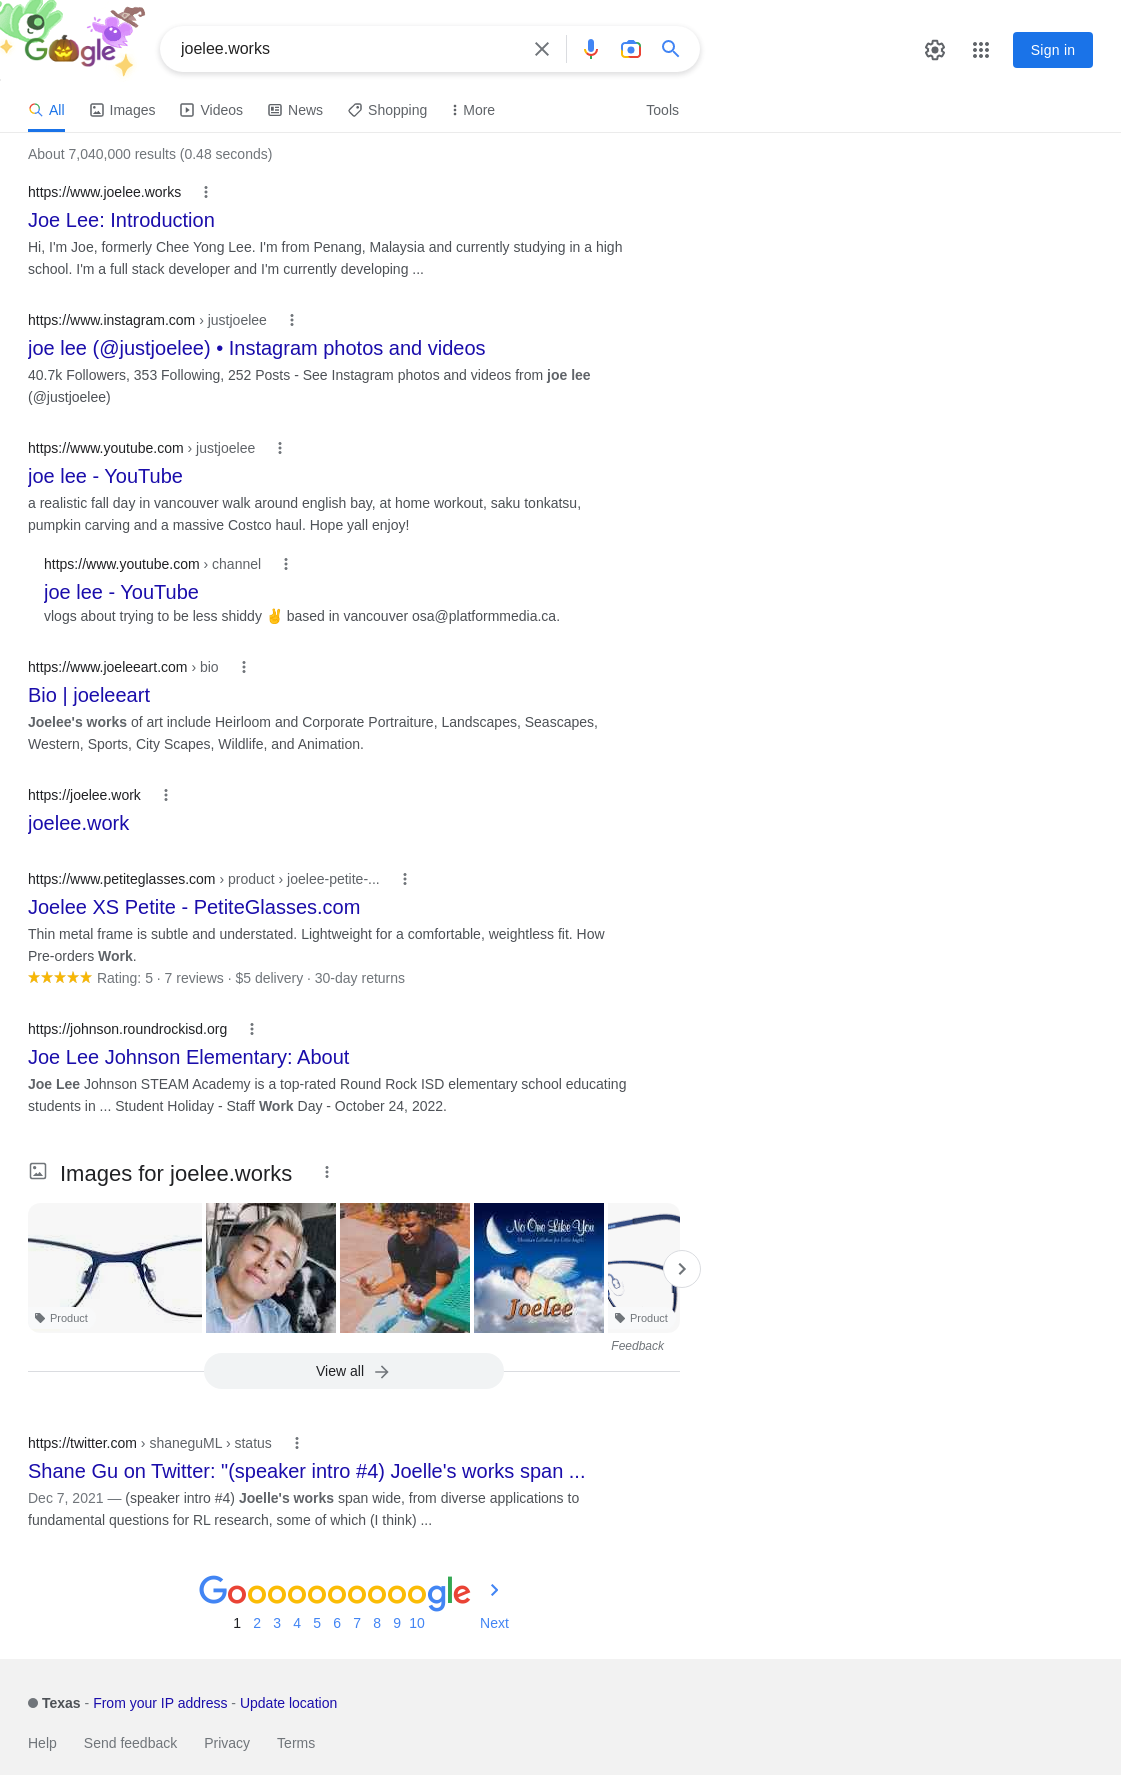 Google
joelee.works
Sign in
All Images Videos News Shopping More Tools
About 7,040,000 results (0.48 seconds)
https://www.joelee.works
Joe Lee: Introduction
Hi, I'm Joe, formerly Chee Yong Lee. I'm from Penang, Malaysia and currently studying in a high
school. I'm a full stack developer and I'm currently developing ...
https://www.instagram.com › justjoelee
joe lee (@justjoelee) • Instagram photos and videos
40.7k Followers, 353 Following, 252 Posts - See Instagram photos and videos from joe lee
(@justjoelee)
https://www.youtube.com › justjoelee
joe lee - YouTube
a realistic fall day in vancouver walk around english bay, at home workout, saku tonkatsu,
pumpkin carving and a massive Costco haul. Hope yall enjoy!
https://www.youtube.com › channel
joe lee - YouTube
vlogs about trying to be less shiddy ✌ based in vancouver osa@platformmedia.ca.
https://www.joeleeart.com › bio
Bio | joeleeart
Joelee's works of art include Heirloom and Corporate Portraiture, Landscapes, Seascapes,
Western, Sports, City Scapes, Wildlife, and Animation.
https://joelee.work
joelee.work
https://www.petiteglasses.com › product › joelee-petite-...
Joelee XS Petite - PetiteGlasses.com
Thin metal frame is subtle and understated. Lightweight for a comfortable, weightless fit. How
Pre-orders Work.
★★★★★ Rating: 5 · 7 reviews · $5 delivery · 30-day returns
https://johnson.roundrockisd.org
Joe Lee Johnson Elementary: About
Joe Lee Johnson STEAM Academy is a top-rated Round Rock ISD elementary school educating
students in ... Student Holiday - Staff Work Day - October 24, 2022.
Images for joelee.works
No One Like You
Joelee
Product
Product
Feedback
View all
https://twitter.com › shaneguML › status
Shane Gu on Twitter: "(speaker intro #4) Joelle's works span ...
Dec 7, 2021 — (speaker intro #4) Joelle's works span wide, from diverse applications to
fundamental questions for RL research, some of which (I think) ...
Goooooooooogle
1 2 3 4 5 6 7 8 9 10 Next
Texas - From your IP address - Update location
Help Send feedback Privacy Terms